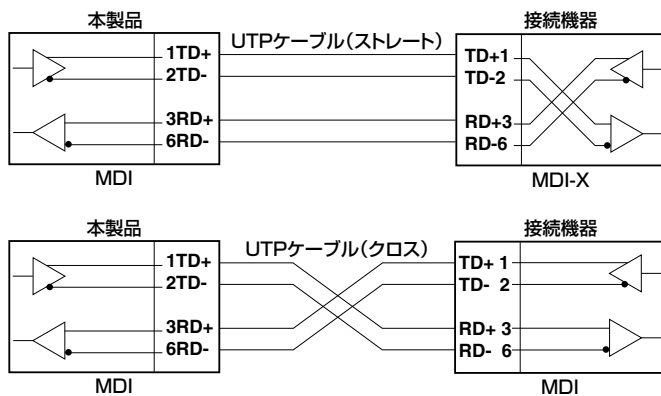 本製品
接続機器
UTPケーブル(ストレート)
1TD+
TD+1
2TD-
TD-2
3RD+
RD+3
6RD-
RD-6
MDI
MDI-X
本製品
接続機器
UTPケーブル(クロス)
1TD+
TD+ 1
2TD-
TD- 2
3RD+
RD+ 3
6RD-
RD- 6
MDI
MDI